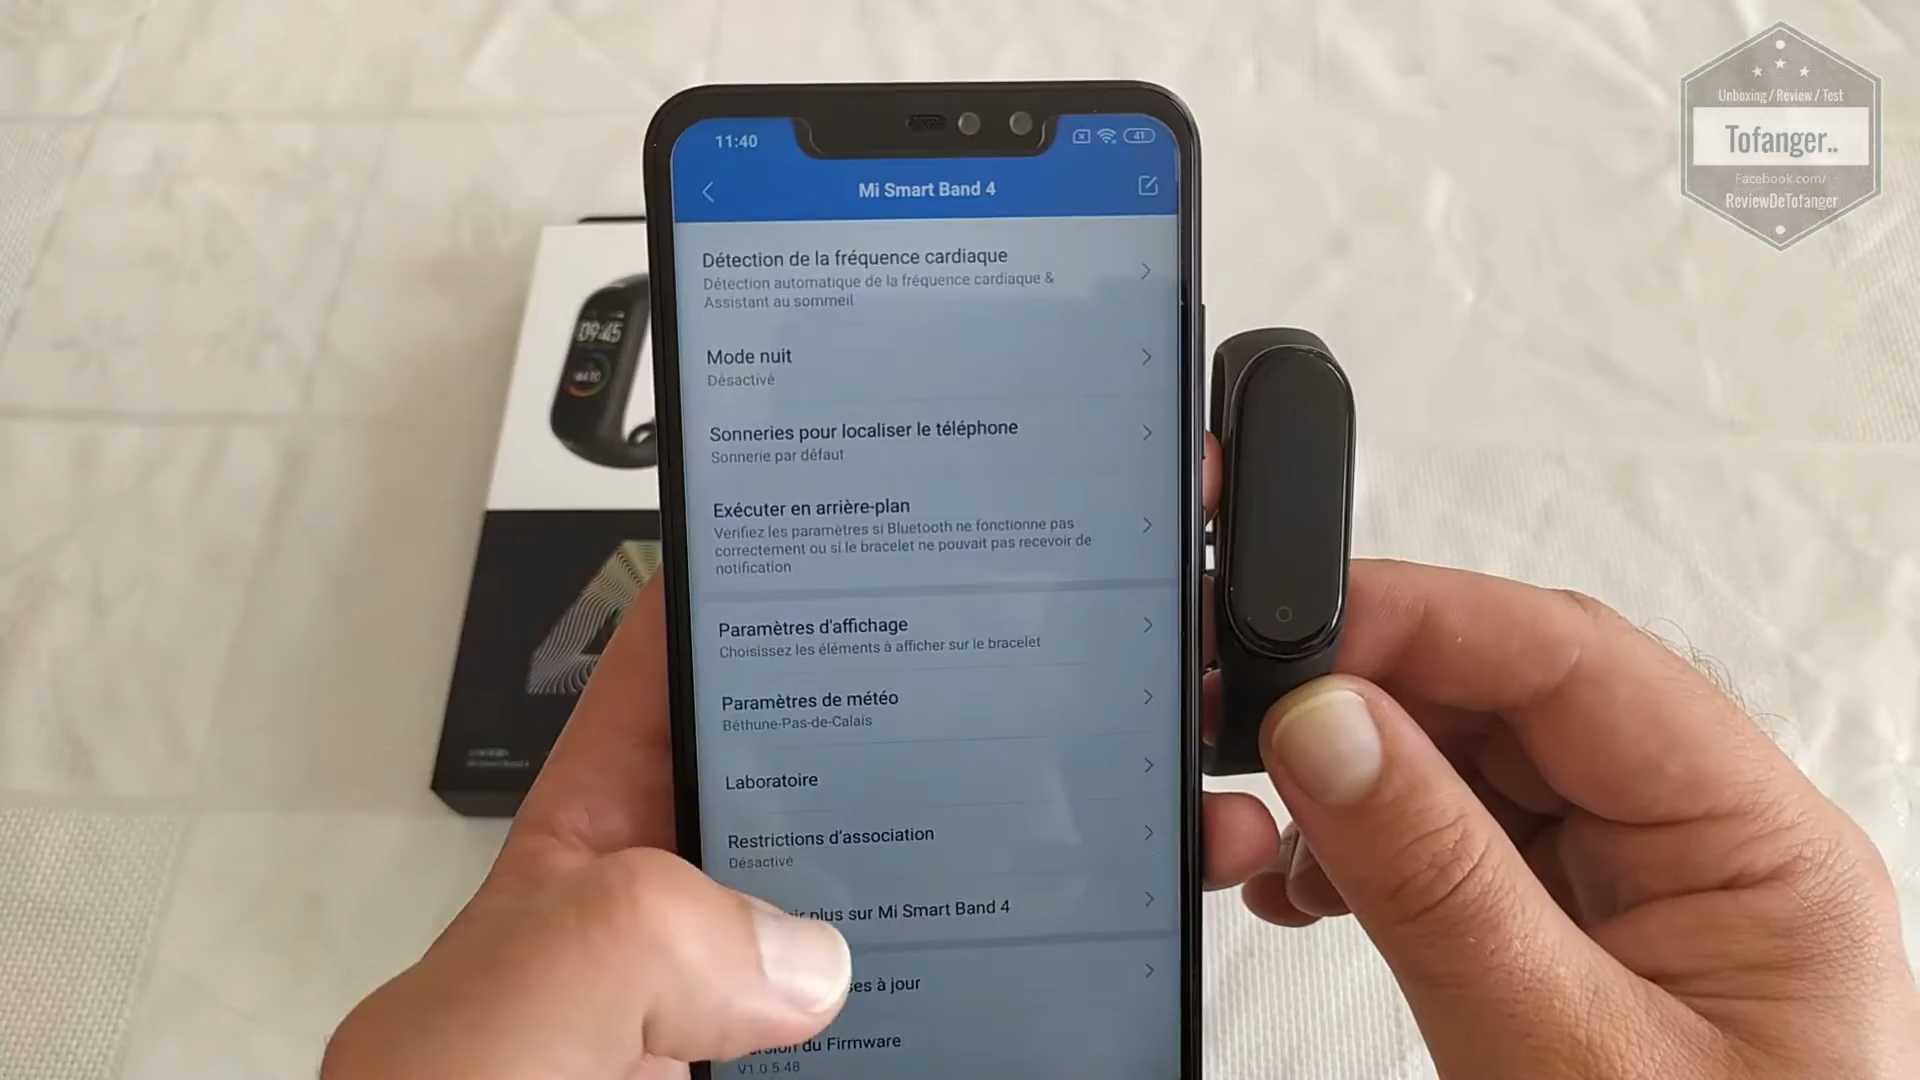 Unboxing / Review / Test
Tofanger..
Facebook.com/
ReviewDeTofanger
11:40
41
Mi Smart Band 4
Détection de la fréquence cardiaque
Détection automatique de la fréquence cardiaque &
Assistant au sommeil
Mode nuit
Désactivé
Sonneries pour localiser le téléphone
Sonnerie par défaut
Exécuter en arrière-plan
Vérifiez les paramètres si Bluetooth ne fonctionne pas
correctement ou si le bracelet ne pouvait pas recevoir de
notification
Paramètres d'affichage
Choisissez les éléments à afficher sur le bracelet
Paramètres de météo
Béthune-Pas-de-Calais
Laboratoire
Restrictions d'association
Désactivé
plus sur Mi Smart Band 4
à jour
du Firmware
V1.0.5.48
09:45